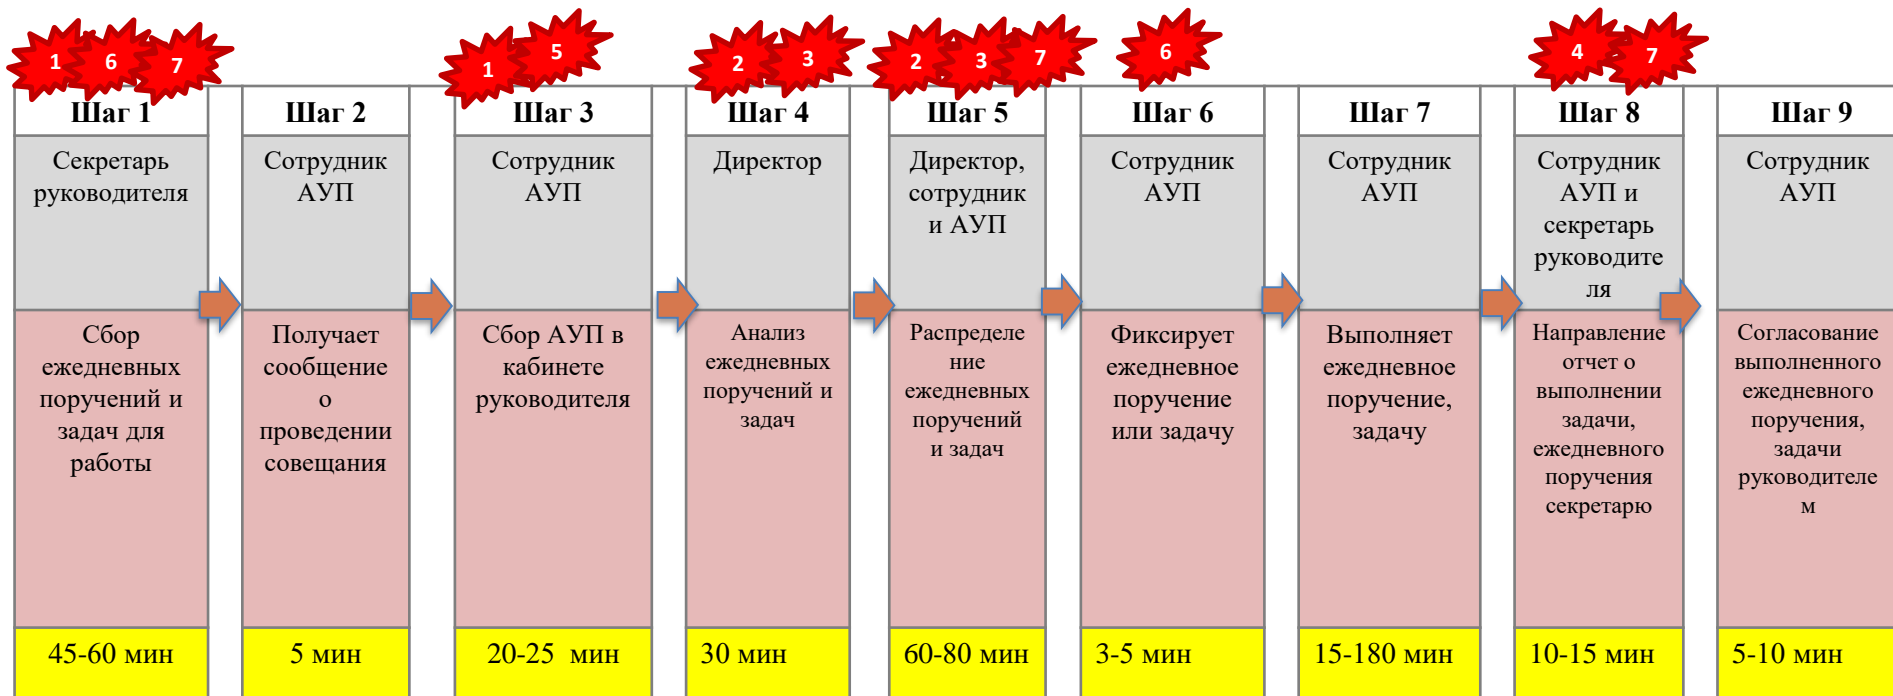 1 6 7
1 5
2 3
2 3 7
6
4 7
Шаг 1
Секретарь
руководителя
Сбор
ежедневных
поручений и
задач для
работы
45-60 мин
Шаг 2
Сотрудник
АУП
Получает
сообщение
о
проведении
совещания
5 мин
Шаг 3
Сотрудник
АУП
Сбор АУП в
кабинете
руководителя
20-25 мин
Шаг 4
Директор
Анализ
ежедневных
поручений и
задач
30 мин
Шаг 5
Директор,
сотрудник
и АУП
Распределе
ние
ежедневных
поручений
и задач
60-80 мин
Шаг 6
Сотрудник
АУП
Фиксирует
ежедневное
поручение
или задачу
3-5 мин
Шаг 7
Сотрудник
АУП
Выполняет
ежедневное
поручение,
задачу
15-180 мин
Шаг 8
Сотрудник
АУП и
секретарь
руководите
ля
Направление
отчет о
выполнении
задачи,
ежедневного
поручения
секретарю
10-15 мин
Шаг 9
Сотрудник
АУП
Согласование
выполненного
ежедневного
поручения,
задачи
руководителе
м
5-10 мин